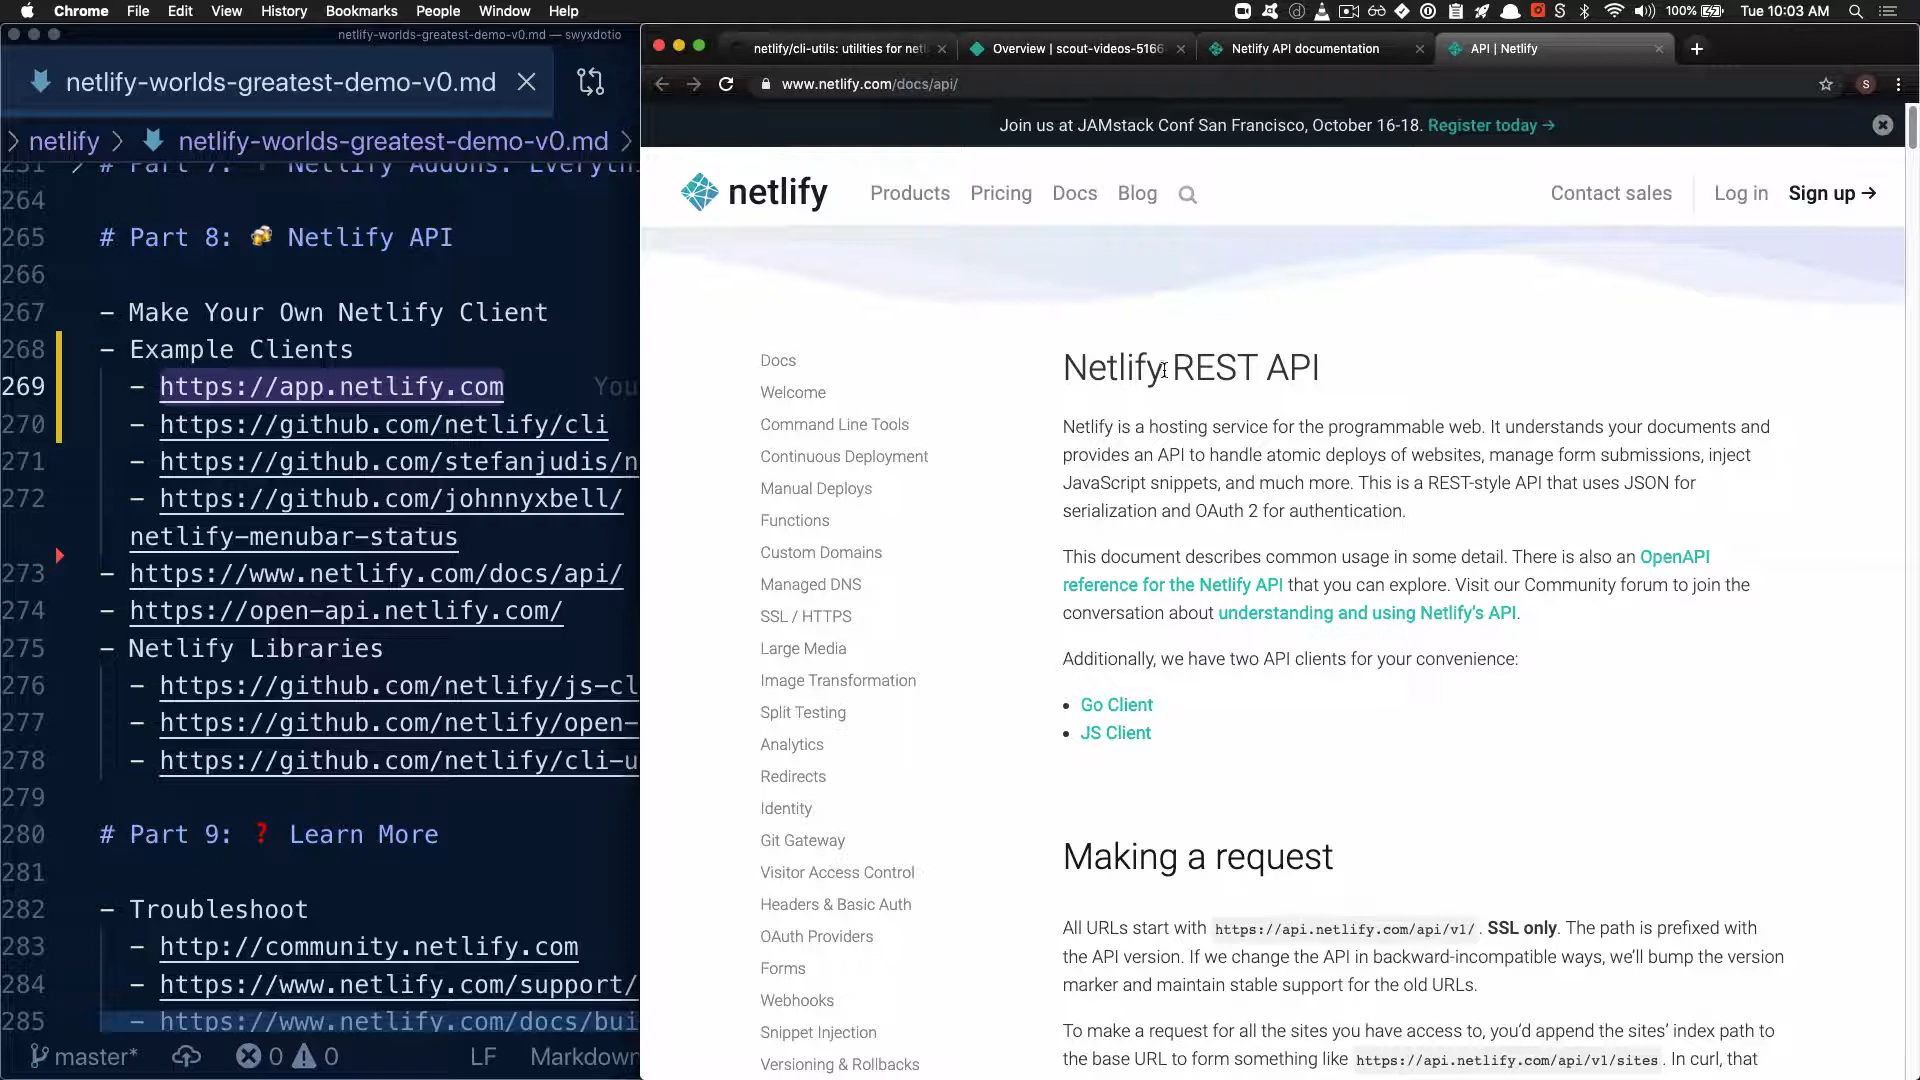 Chrome File Edit View History Bookmarks People Window Help
100% Tue 10:03 AM
netlify-worlds-greatest-demo-v0.md — swyxdotio
netlify-worlds-greatest-demo-v0.md
netlify netlify-worlds-greatest-demo-v0.md
251 # Part 7: Netlify Addons: Everythi
264
265 # Part 8: 🍻 Netlify API
266
267 - Make Your Own Netlify Client
268 - Example Clients
269 - https://app.netlify.com You
270 - https://github.com/netlify/cli
271 - https://github.com/stefanjudis/n
272 - https://github.com/johnnyxbell/
netlify-menubar-status
273 - https://www.netlify.com/docs/api/
274 - https://open-api.netlify.com/
275 - Netlify Libraries
276 - https://github.com/netlify/js-cl
277 - https://github.com/netlify/open-
278 - https://github.com/netlify/cli-u
279
280 # Part 9: ❓ Learn More
281
282 - Troubleshoot
283 - http://community.netlify.com
284 - https://www.netlify.com/support/
285 - https://www.netlify.com/docs/bui
master* 0 0 LF Markdown
netlify/cli-utils: utilities for netl
Overview | scout-videos-5166
Netlify API documentation
API | Netlify
www.netlify.com/docs/api/
S
Join us at JAMstack Conf San Francisco, October 16-18. Register today →
netlify Products Pricing Docs Blog Contact sales Log in Sign up →
Docs
Welcome
Command Line Tools
Continuous Deployment
Manual Deploys
Functions
Custom Domains
Managed DNS
SSL / HTTPS
Large Media
Image Transformation
Split Testing
Analytics
Redirects
Identity
Git Gateway
Visitor Access Control
Headers & Basic Auth
OAuth Providers
Forms
Webhooks
Snippet Injection
Versioning & Rollbacks
Netlify REST API
Netlify is a hosting service for the programmable web. It understands your documents and
provides an API to handle atomic deploys of websites, manage form submissions, inject
JavaScript snippets, and much more. This is a REST-style API that uses JSON for
serialization and OAuth 2 for authentication.
This document describes common usage in some detail. There is also an OpenAPI
reference for the Netlify API that you can explore. Visit our Community forum to join the
conversation about understanding and using Netlify's API.
Additionally, we have two API clients for your convenience:
• Go Client
• JS Client
Making a request
All URLs start with https://api.netlify.com/api/v1/. SSL only. The path is prefixed with
the API version. If we change the API in backward-incompatible ways, we'll bump the version
marker and maintain stable support for the old URLs.
To make a request for all the sites you have access to, you'd append the sites' index path to
the base URL to form something like https://api.netlify.com/api/v1/sites. In curl, that